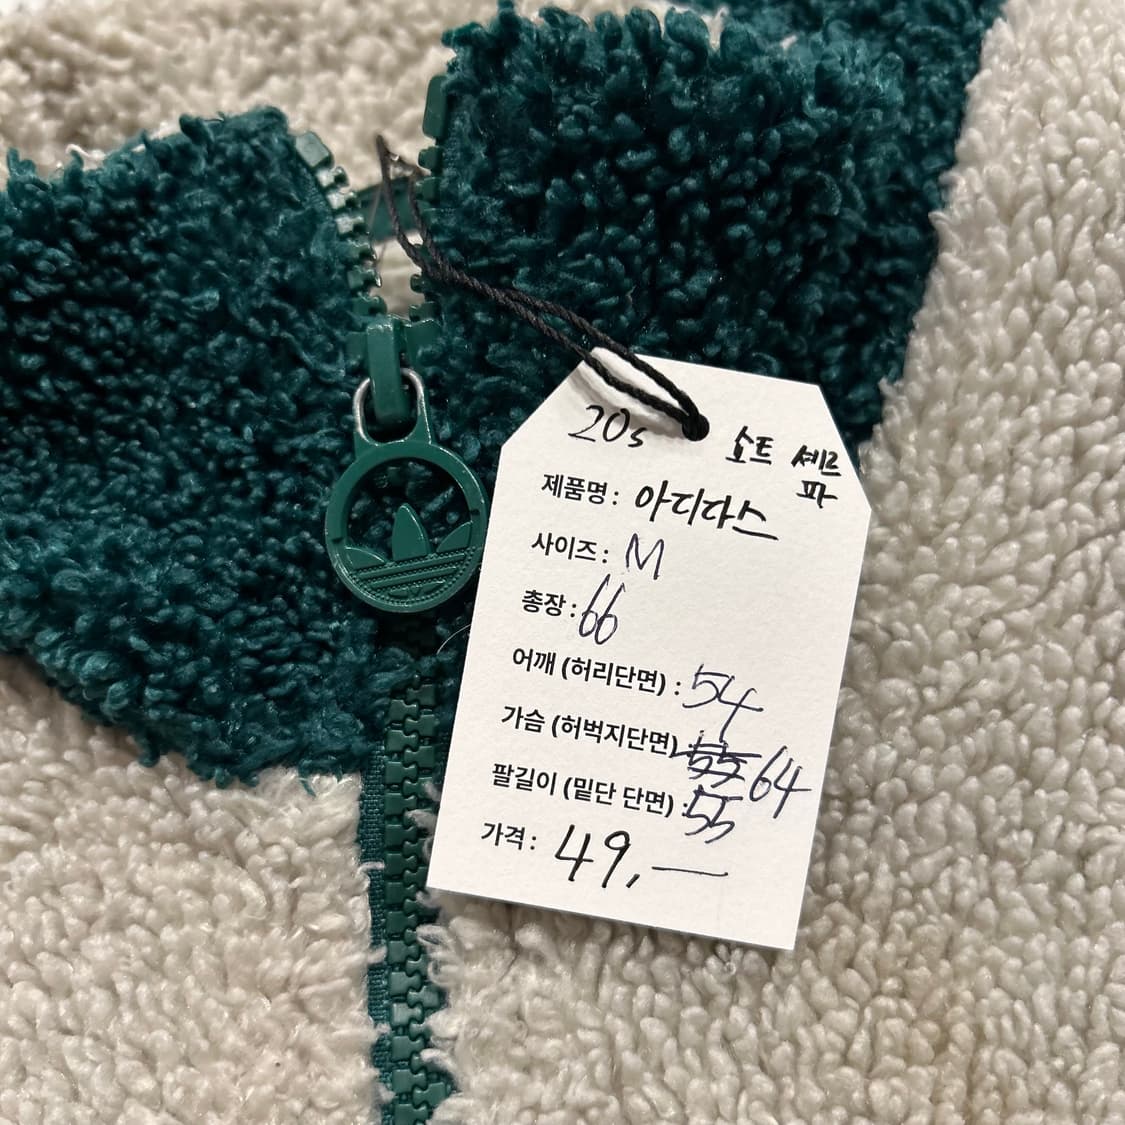 20s 쇼트 셰르
파
제품명: 아디다스
사이즈: M
총장: 66
어깨 (허리단면) : 54
가슴 (허벅지단면) : 55 64
팔길이 (밑단 단면) : 55
가격: 49,—